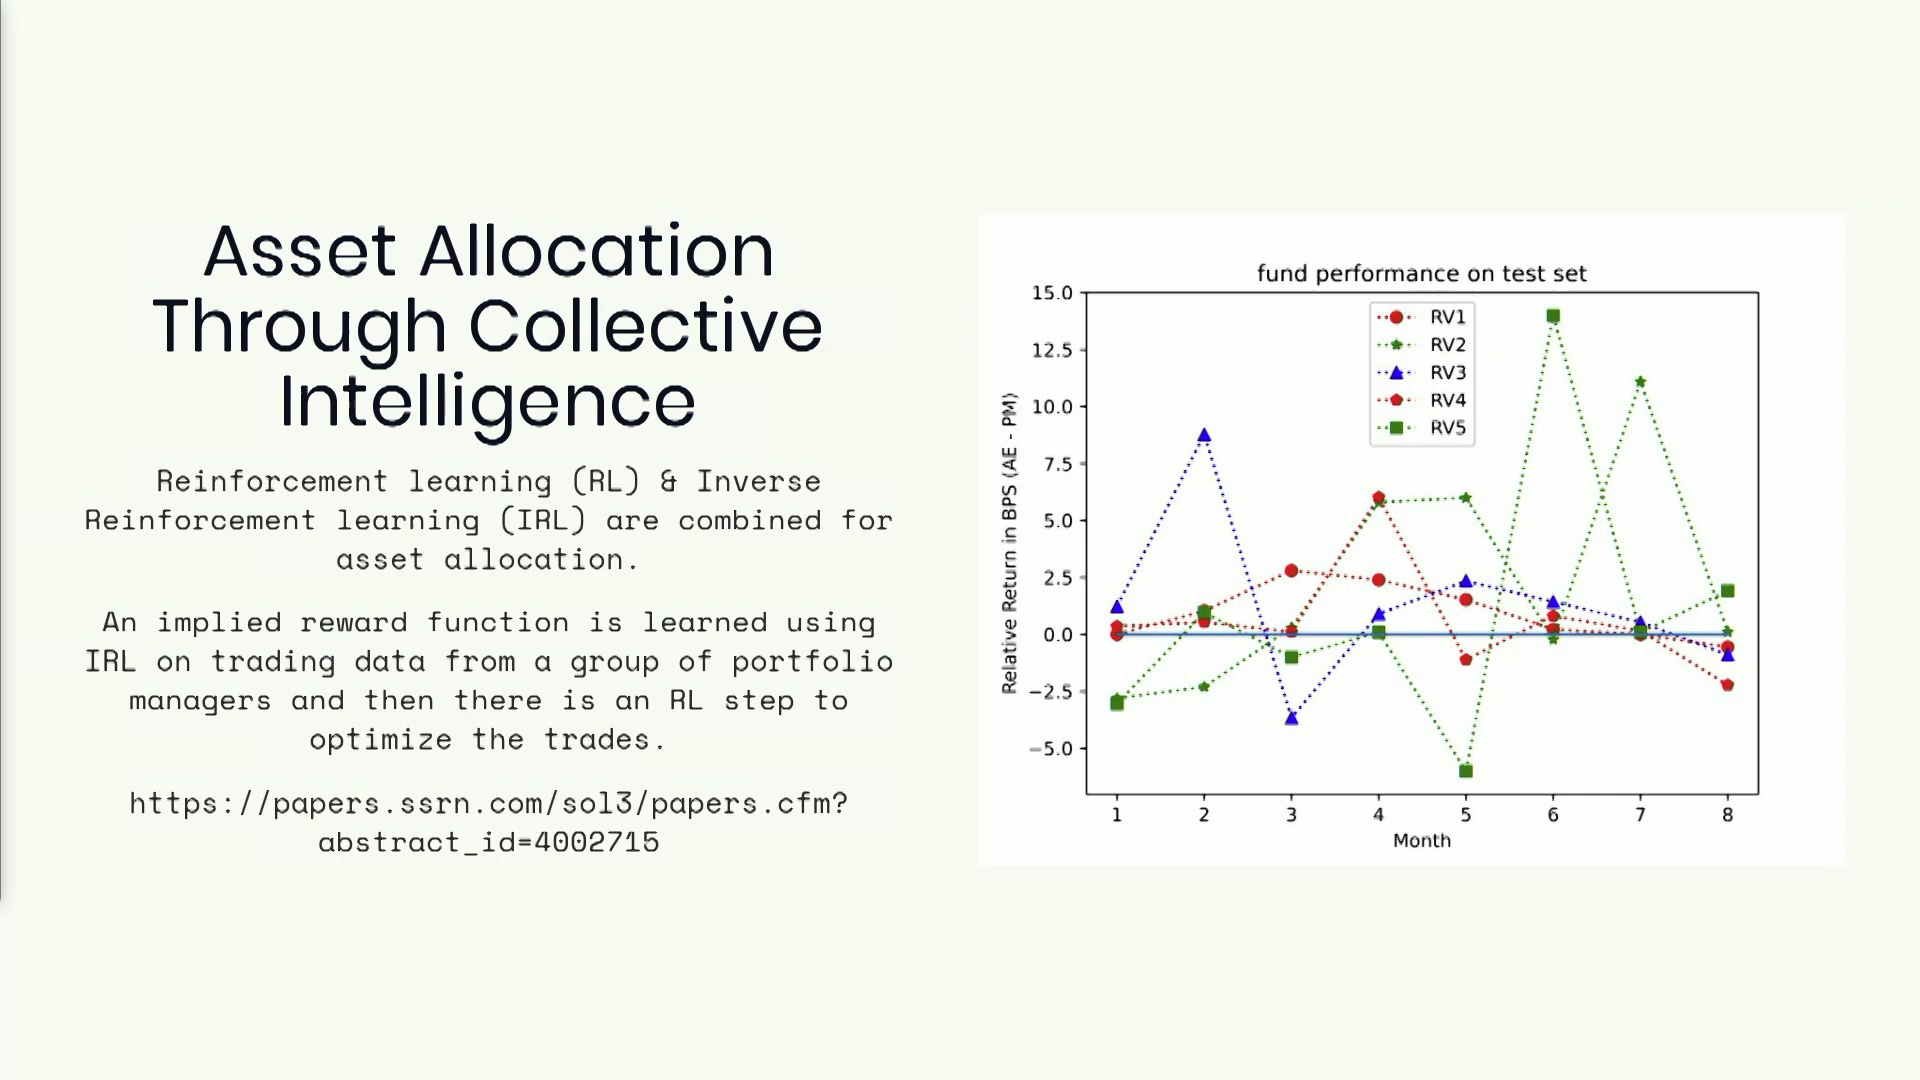 Asset Allocation
Through Collective
Intelligence
Reinforcement learning (RL) & Inverse
Reinforcement learning (IRL) are combined for
asset allocation.
An implied reward function is learned using
IRL on trading data from a group of portfolio
managers and then there is an RL step to
optimize the trades.
https://papers.ssrn.com/sol3/papers.cfm?
abstract_id=4002715
fund performance on test set
RV1
RV2
RV3
RV4
RV5
Relative Return in BPS (AE - PM)
15.0
12.5
10.0
7.5
5.0
2.5
0.0
−2.5
−5.0
1 2 3 4 5 6 7 8
Month